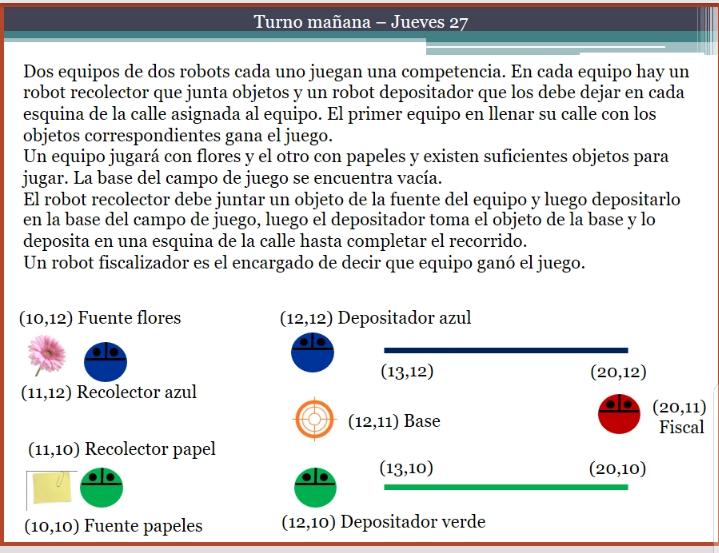 Turno mañana – Jueves 27
Dos equipos de dos robots cada uno juegan una competencia. En cada equipo hay un
robot recolector que junta objetos y un robot depositador que los debe dejar en cada
esquina de la calle asignada al equipo. El primer equipo en llenar su calle con los
objetos correspondientes gana el juego.
Un equipo jugará con flores y el otro con papeles y existen suficientes objetos para
jugar. La base del campo de juego se encuentra vacía.
El robot recolector debe juntar un objeto de la fuente del equipo y luego depositarlo
en la base del campo de juego, luego el depositador toma el objeto de la base y lo
deposita en una esquina de la calle hasta completar el recorrido.
Un robot fiscalizador es el encargado de decir que equipo ganó el juego.
(10,12) Fuente flores
(12,12) Depositador azul
(13,12)
(20,12)
(11,12) Recolector azul
(12,11) Base
(20,11)
Fiscal
(11,10) Recolector papel
(13,10)
(20,10)
(10,10) Fuente papeles
(12,10) Depositador verde